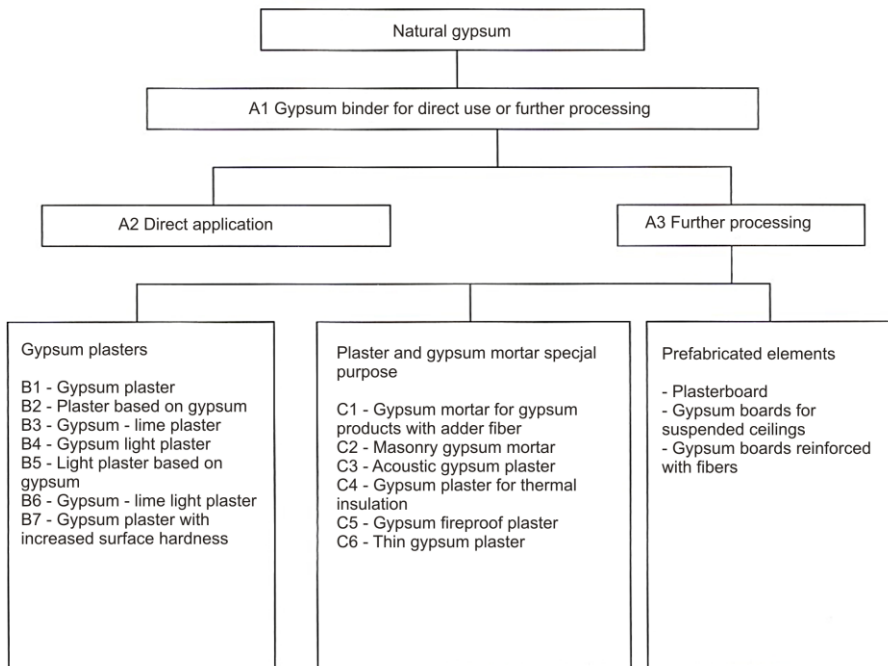 Natural gypsum
A1 Gypsum binder for direct use or further processing
A2 Direct application
A3 Further processing
Gypsum plasters
B1 - Gypsum plaster
B2 - Plaster based on gypsum
B3 - Gypsum - lime plaster
B4 - Gypsum light plaster
B5 - Light plaster based on
gypsum
B6 - Gypsum - lime light plaster
B7 - Gypsum plaster with
increased surface hardness
Plaster and gypsum mortar specjal
purpose
C1 - Gypsum mortar for gypsum
products with adder fiber
C2 - Masonry gypsum mortar
C3 - Acoustic gypsum plaster
C4 - Gypsum plaster for thermal
insulation
C5 - Gypsum fireproof plaster
C6 - Thin gypsum plaster
Prefabricated elements
- Plasterboard
- Gypsum boards for
suspended ceilings
- Gypsum boards reinforced
with fibers